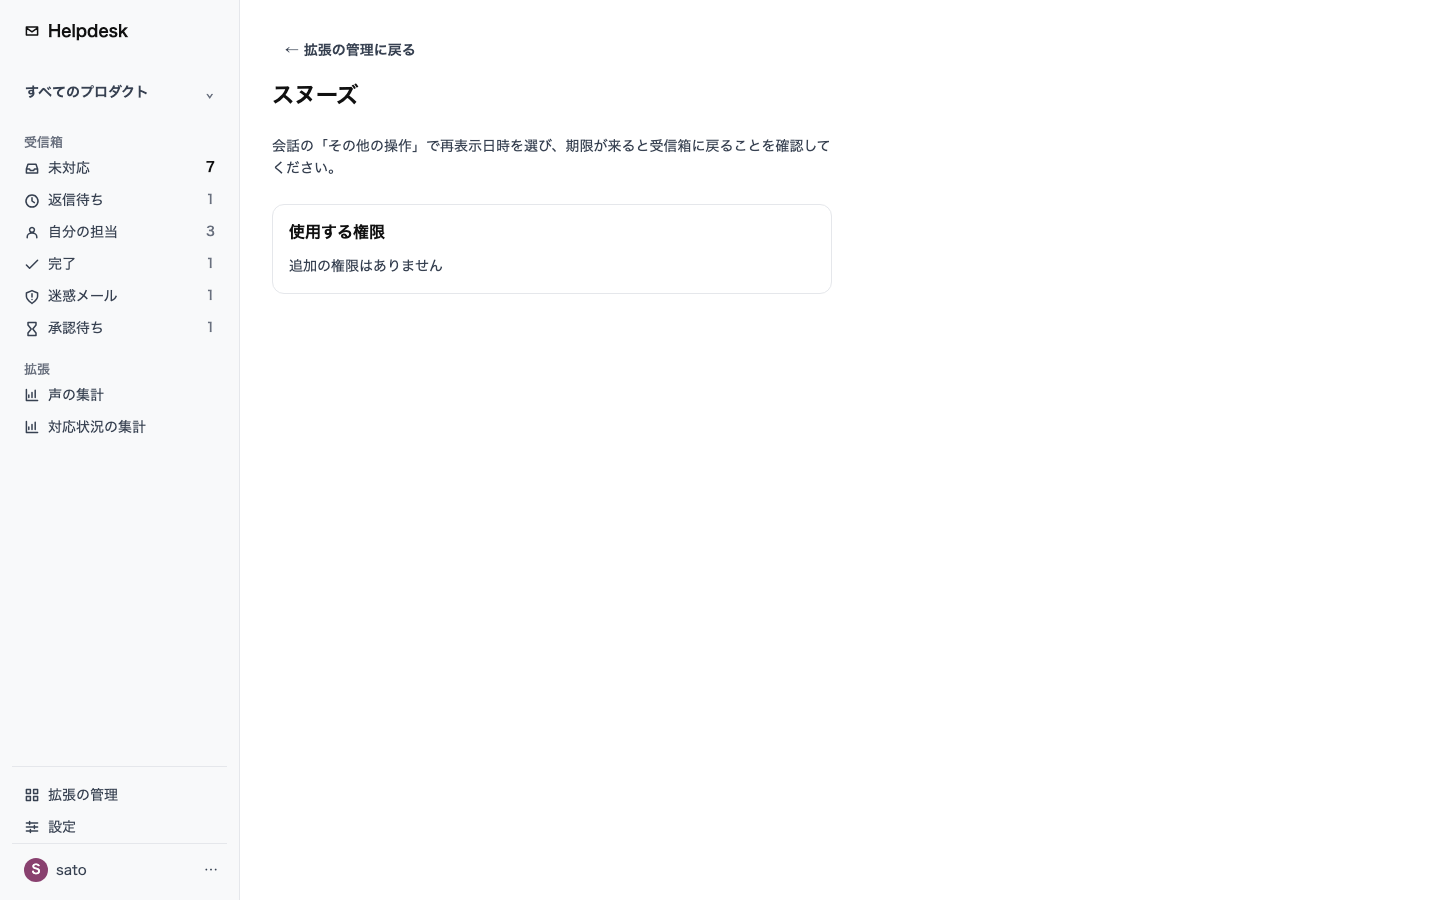 Helpdesk
すべてのプロダクト
受信箱
未対応 7
返信待ち 1
自分の担当 3
完了 1
迷惑メール 1
承認待ち 1
拡張
声の集計
対応状況の集計
拡張の管理
設定
S sato ...
← 拡張の管理に戻る
スヌーズ
会話の「その他の操作」で再表示日時を選び、期限が来ると受信箱に戻ることを確認して
ください。
使用する権限
追加の権限はありません